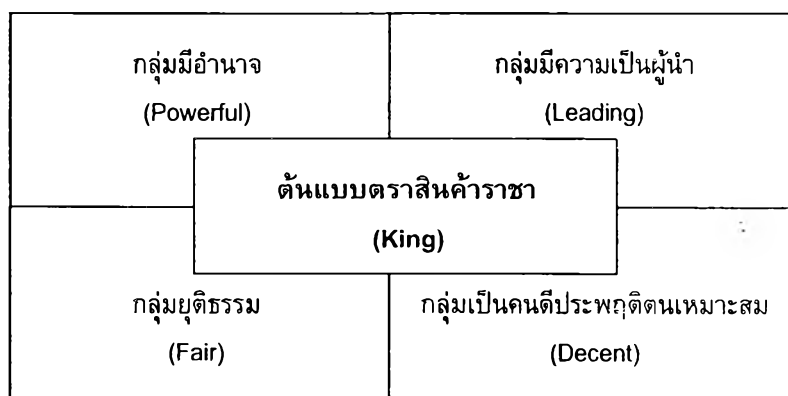 กลุ่มมีอำนาจ
(Powerful)
กลุ่มมีความเป็นผู้นำ
(Leading)
ต้นแบบตราสินค้าราชา
(King)
กลุ่มยุติธรรม
(Fair)
กลุ่มเป็นคนดีประพฤติตนเหมาะสม
(Decent)